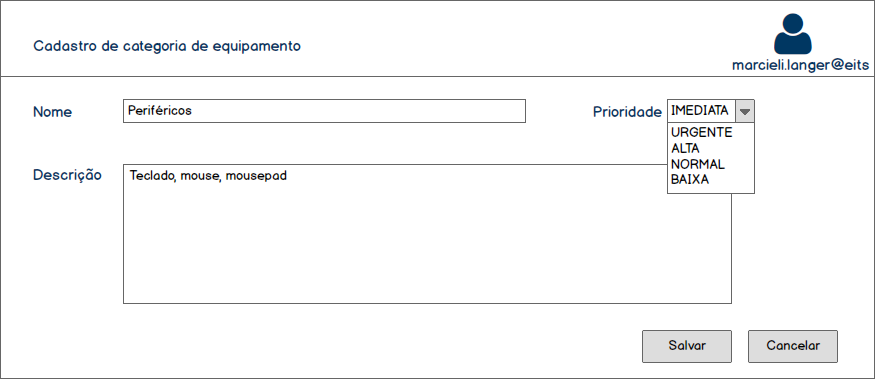 Cadastro de categoria de equipamento
marcieli.langer@eits
Nome
Periféricos
Prioridade
IMEDIATA
URGENTE
ALTA
NORMAL
BAIXA
Descrição
Teclado, mouse, mousepad
Salvar
Cancelar